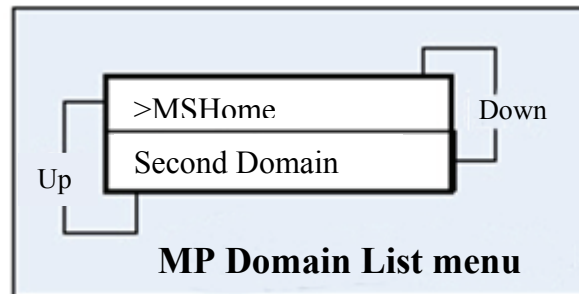 >MSHome
Down
Second Domain
Up
MP Domain List menu